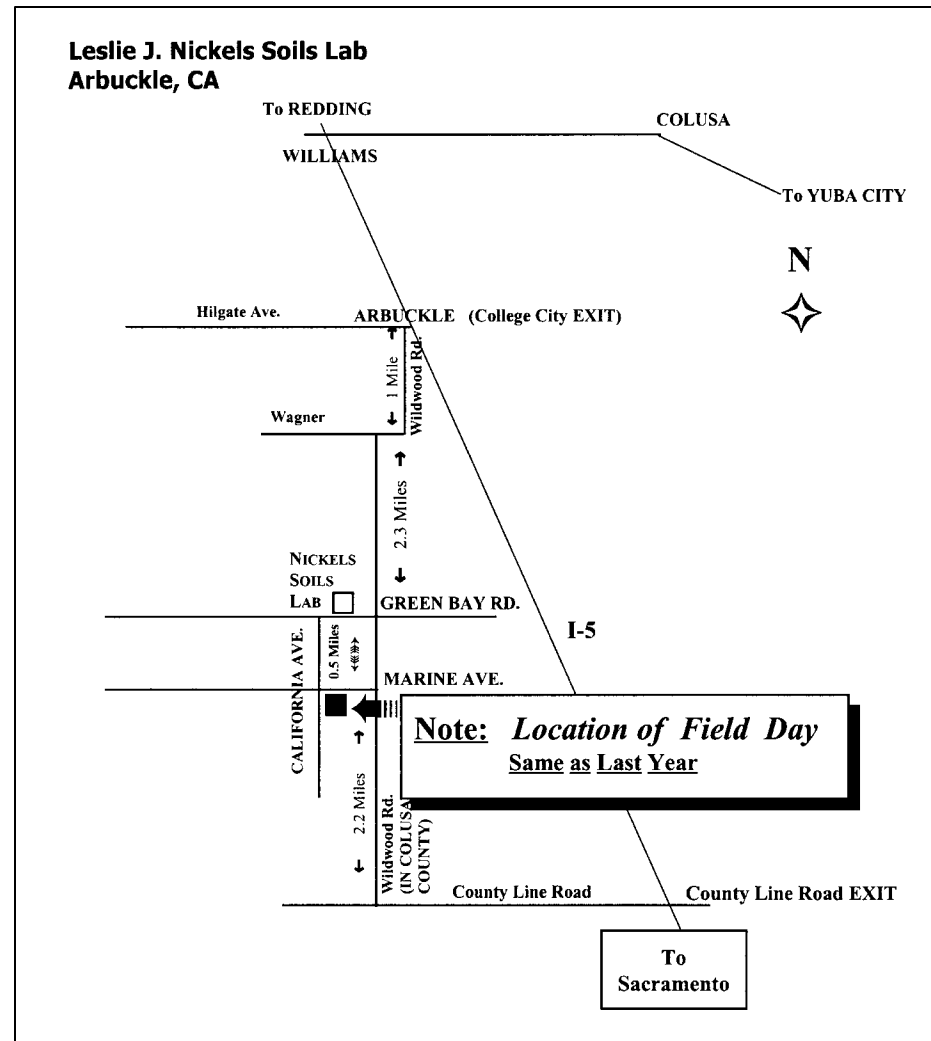 Leslie J. Nickels Soils Lab
Arbuckle, CA
To REDDING
COLUSA
WILLIAMS
To YUBA CITY
N
Hilgate Ave.
ARBUCKLE (College City EXIT)
1 Mile
Wildwood Rd.
Wagner
2.3 Miles
NICKELS
SOILS
LAB
GREEN BAY RD.
I-5
CALIFORNIA AVE.
0.5 Miles
MARINE AVE.
Note: Location of Field Day
Same as Last Year
2.2 Miles
Wildwood Rd.
(IN COLUSA
COUNTY)
County Line Road
County Line Road EXIT
To
Sacramento